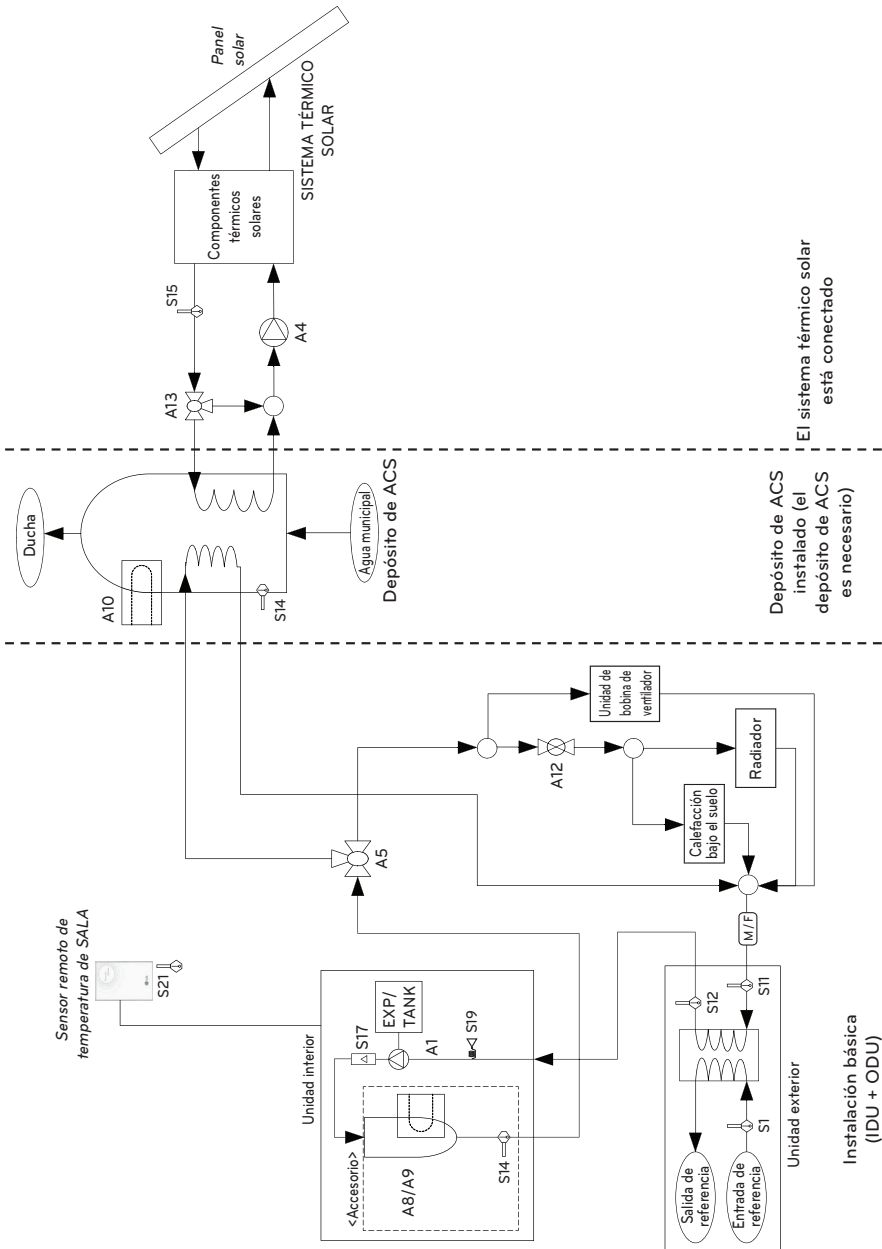 Panel
solar
SISTEMA TÉRMICO
SOLAR
Componentes
térmicos
solares
S15
A4
A13
El sistema térmico solar
está conectado
Ducha
A10
S14
Agua municipal
Depósito de ACS
Depósito de ACS
instalado (el
depósito de ACS
es necesario)
Unidad de
bobina de
ventilador
A12
Radiador
Calefacción
bajo el suelo
A5
M / F
Sensor remoto de
temperatura de SALA
S21
Unidad interior
EXP/
TANK
S17
A1
S19
<Accesorio>
A8/A9
S14
S12
S11
S1
Salida de
referencia
Entrada de
referencia
Unidad exterior
Instalación básica
(IDU + ODU)